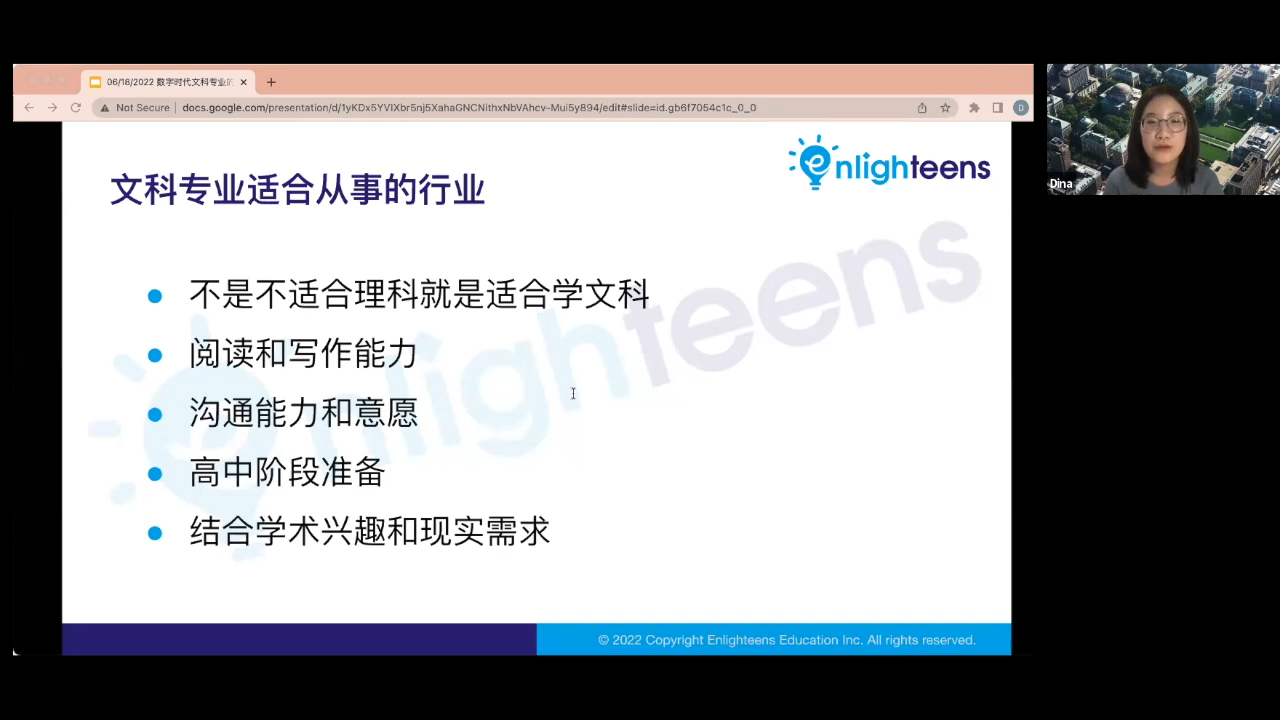 06/18/2022 数字时代文科专业的
Not Secure
docs.google.com/presentation/d/1yKDx5YVIXbr5nj5XahaGNCNithxNbVAhcv-Mui5y894/edit#slide=id.gb6f7054c1c_0_0
D
enlighteens
Dina
文科专业适合从事的行业
不是不适合理科就是适合学文科
阅读和写作能力
沟通能力和意愿
高中阶段准备
结合学术兴趣和现实需求
enlighteens
© 2022 Copyright Enlighteens Education Inc. All rights reserved.